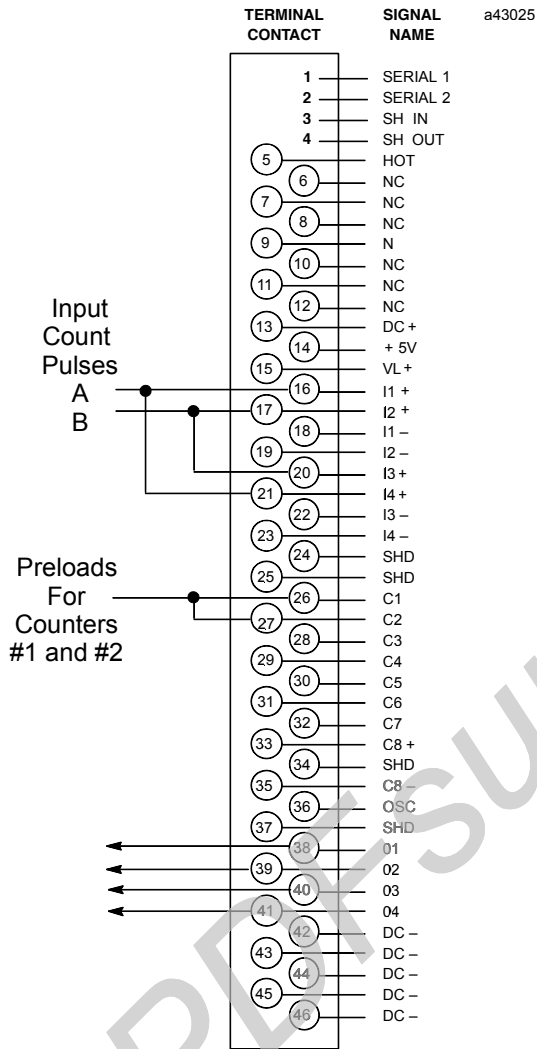 TERMINAL CONTACT
SIGNAL NAME
a43025
1 SERIAL 1
2 SERIAL 2
3 SH IN
4 SH OUT
5 HOT
6 NC
7 NC
8 NC
9 N
10 NC
11 NC
12 NC
13 DC +
14 + 5V
15 VL +
16 I1 +
17 I2 +
18 I1 –
19 I2 –
20 I3 +
21 I4 +
22 I3 –
23 I4 –
24 SHD
25 SHD
26 C1
27 C2
28 C3
29 C4
30 C5
31 C6
32 C7
33 C8 +
34 SHD
35 C8 –
36 OSC
37 SHD
38 01
39 02
40 03
41 04
42 DC –
43 DC –
44 DC –
45 DC –
46 DC –
Input
Count
Pulses
A
B
Preloads
For
Counters
#1 and #2
PDFsu